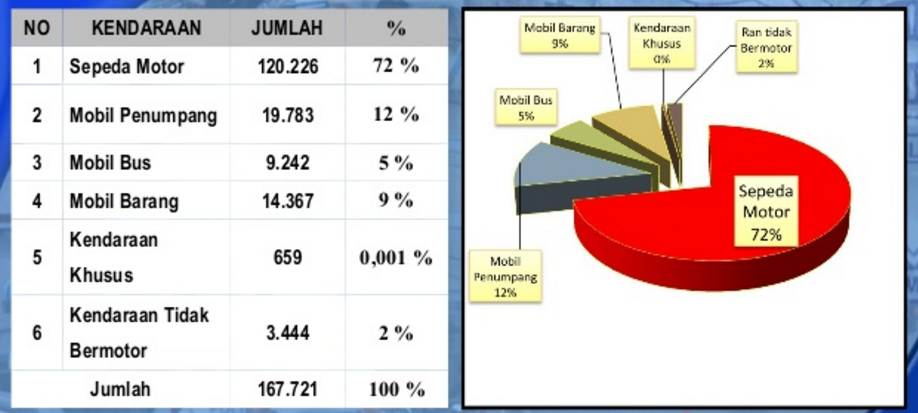 NO KENDARAAN JUMLAH %
1 Sepeda Motor 120.226 72 %
2 Mobil Penumpang 19.783 12 %
3 Mobil Bus 9.242 5 %
4 Mobil Barang 14.367 9 %
5 Kendaraan
Khusus 659 0,001 %
6 Kendaraan Tidak
Bermotor 3.444 2 %
Jumlah 167.721 100 %
Mobil Barang
9%
Kendaraan
Khusus
0%
Ran tidak
Bermotor
2%
Mobil Bus
5%
Sepeda
Motor
72%
Mobil
Penumpang
12%